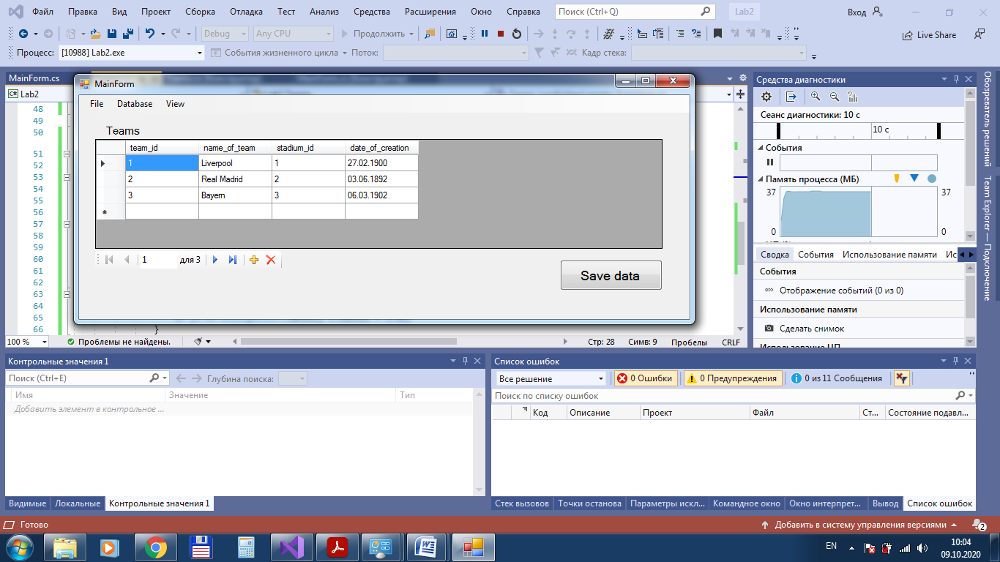 Файл Правка Вид Проект Сборка Отладка Тест Анализ Средства Расширения Окно Справка Поиск (Ctrl+Q) Lab2 Вход
Debug Any CPU Продолжить Live Share
Процесс: [10988] Lab2.exe События жизненного цикла Поток: Кадр стека:
MainForm.cs
Lab2
48
49
50
51
52
53
54
55
56
57
58
59
60
61
62
63
64
65
66 }
MainForm
File Database View
Teams
team_id name_of_team stadium_id date_of_creation
1 Liverpool 1 27.02.1900
2 Real Madrid 2 03.06.1892
3 Bayern 3 06.03.1902
1 для 3
Save data
100 % Проблемы не найдены. Стр: 28 Симв: 9 Пробелы CRLF
Средства диагностики
Сеанс диагностики: 10 с
10 с
События
Память процесса (МБ)
37 37
0 0
Сводка События Использование памяти Ис
События
Отображение событий (0 из 0)
Использование памяти
Сделать снимок
Использование ЦП
Обозреватель решений
Team Explorer — Подключение
Контрольные значения 1
Поиск (Ctrl+E) Глубина поиска:
Имя Значение Тип
Добавить элемент в контрольное ...
Видимые Локальные Контрольные значения 1
Список ошибок
Все решение 0 Ошибки 0 Предупреждения 0 из 11 Сообщения
Поиск по списку ошибок
Код Описание Проект Файл Ст... Состояние подавл...
Стек вызовов Точки останова Параметры искл... Командное окно Окно интерпрет... Вывод Список ошибок
Готово Добавить в систему управления версиями 2
EN 10:04
09.10.2020